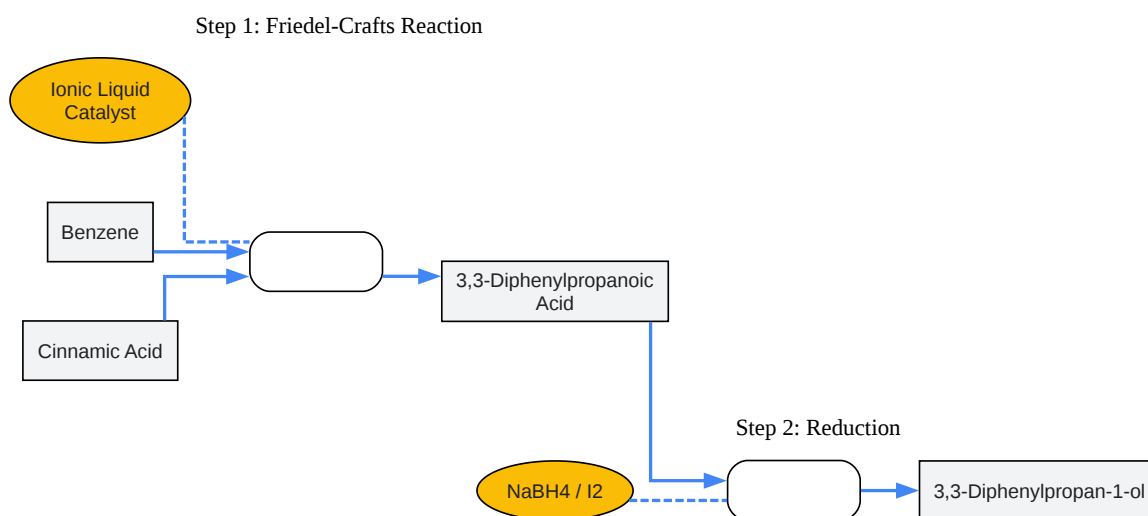 Step 1: Friedel-Crafts Reaction
Ionic Liquid
Catalyst
Benzene
3,3-Diphenylpropanoic
Acid
Cinnamic Acid
Step 2: Reduction
NaBH4 / I2
3,3-Diphenylpropan-1-ol